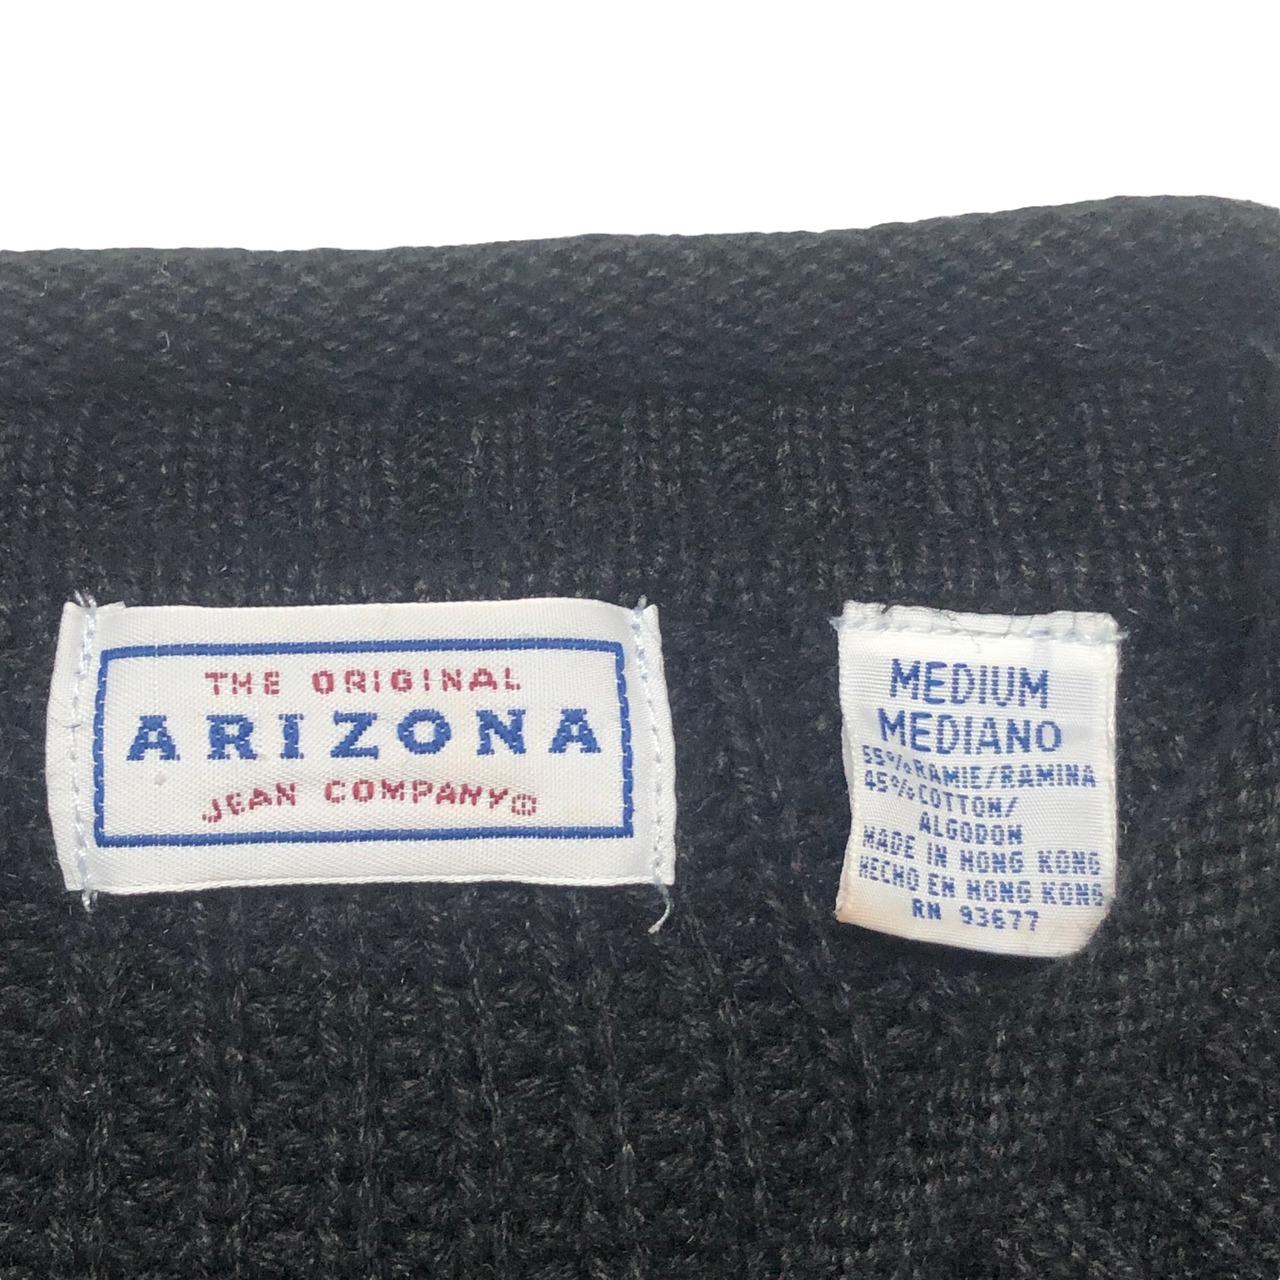 THE ORIGINAL
ARIZONA
JEAN COMPANY®
MEDIUM
MEDIANO
55% RAMIE/RAMINA
45% COTTON/
ALGODON
MADE IN HONG KONG
HECHO EN HONG KONG
RN 93677